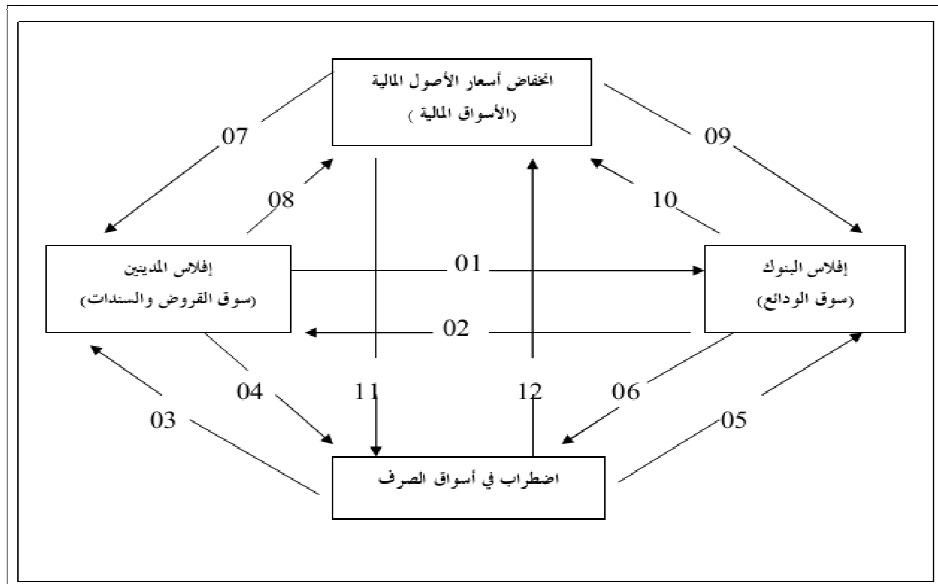 انخفاض أسعار الأصول المالية
(الأسواق المالية )
07
09
08
10
إفلاس المدينين
(سوق القروض والسندات)
01
إفلاس البنوك
(سوق الودائع)
02
04
11
12
06
03
05
اضطراب في أسواق الصرف